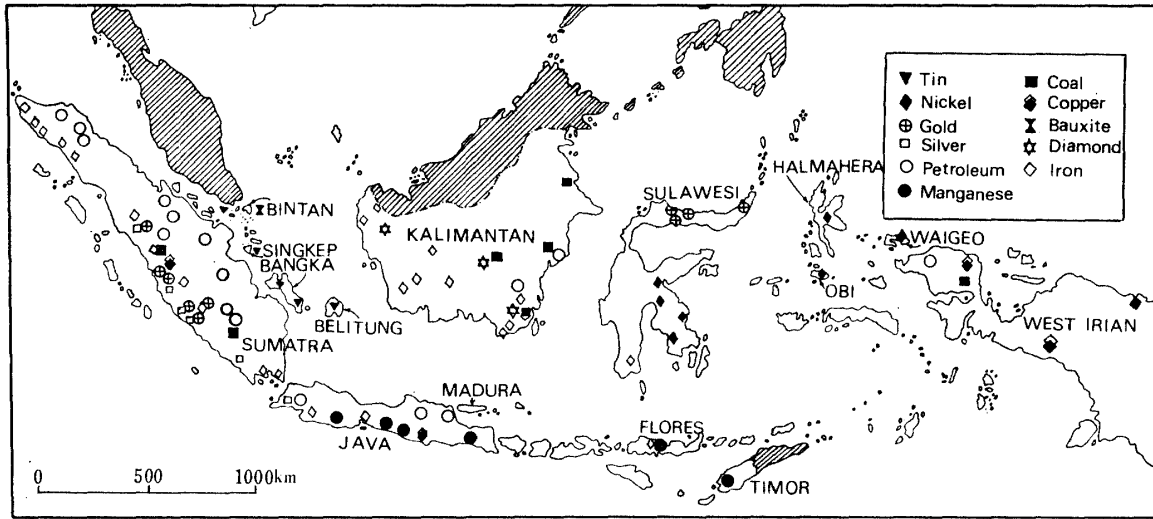 Tin
Coal
Nickel
Copper
Gold
Bauxite
Silver
Diamond
Petroleum
Iron
Manganese
HALMAHERA
SULAWESI
BINTAN
KALIMANTAN
WAIGEO
SINGKEP
BANGKA
OBI
BELITUNG
WEST IRIAN
SUMATRA
MADURA
JAVA
FLORES
TIMOR
0 500 1000km